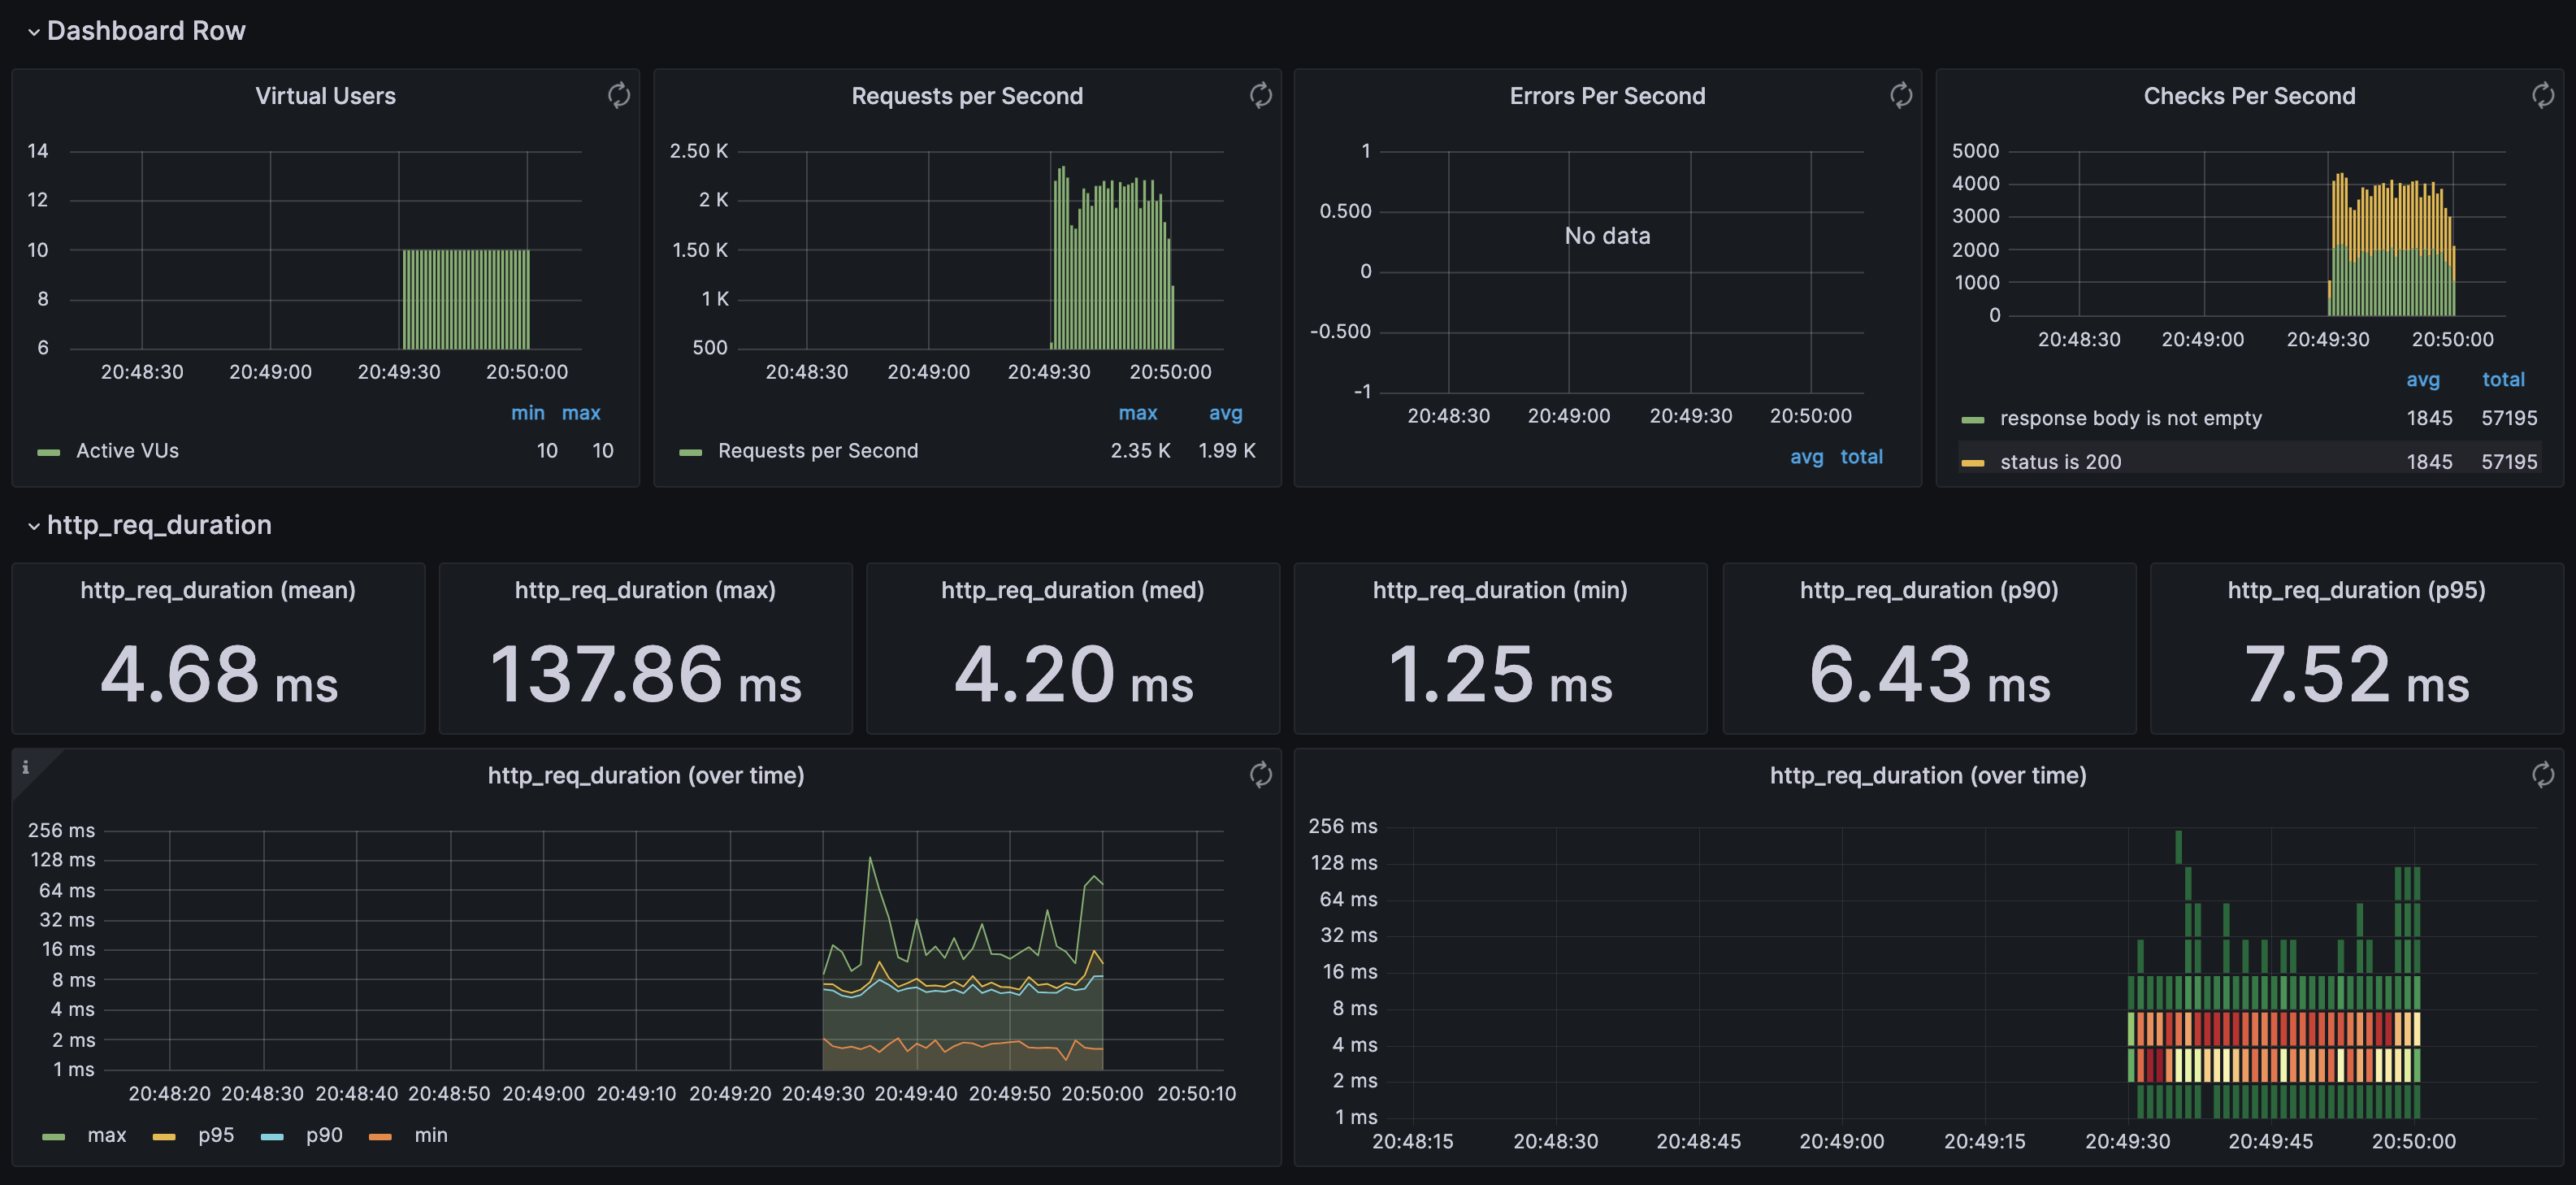 Dashboard Row
Virtual Users
14
12
10
8
6
20:48:30 20:49:00 20:49:30 20:50:00
min max
Active VUs 10 10
Requests per Second
2.50 K
2 K
1.50 K
1 K
500
20:48:30 20:49:00 20:49:30 20:50:00
max avg
Requests per Second 2.35 K 1.99 K
Errors Per Second
1
0.500
No data
0
-0.500
-1
20:48:30 20:49:00 20:49:30 20:50:00
avg total
Checks Per Second
5000
4000
3000
2000
1000
0
20:48:30 20:49:00 20:49:30 20:50:00
avg total
response body is not empty 1845 57195
status is 200 1845 57195
http_req_duration
http_req_duration (mean)
4.68 ms
http_req_duration (max)
137.86 ms
http_req_duration (med)
4.20 ms
http_req_duration (min)
1.25 ms
http_req_duration (p90)
6.43 ms
http_req_duration (p95)
7.52 ms
i
http_req_duration (over time)
256 ms
128 ms
64 ms
32 ms
16 ms
8 ms
4 ms
2 ms
1 ms
20:48:20 20:48:30 20:48:40 20:48:50 20:49:00 20:49:10 20:49:20 20:49:30 20:49:40 20:49:50 20:50:00 20:50:10
max p95 p90 min
http_req_duration (over time)
256 ms
128 ms
64 ms
32 ms
16 ms
8 ms
4 ms
2 ms
1 ms
20:48:15 20:48:30 20:48:45 20:49:00 20:49:15 20:49:30 20:49:45 20:50:00